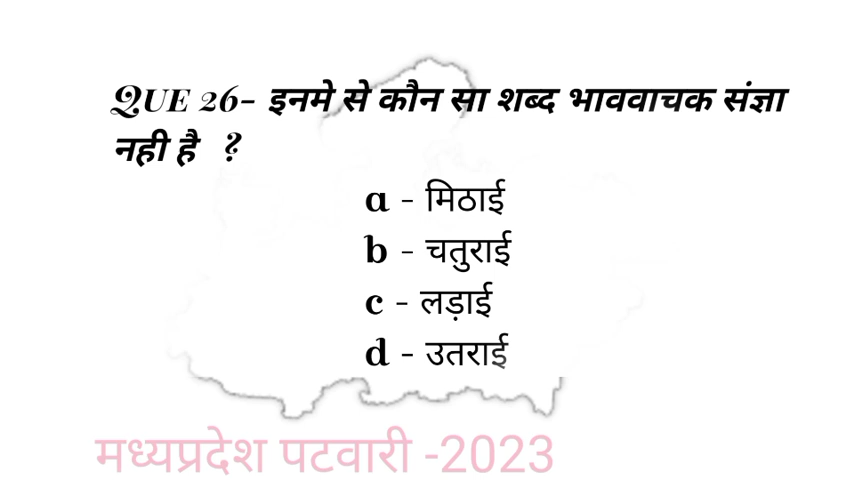 QUE 26- इनमे से कौन सा शब्द भाववाचक संज्ञा
नही है ?
a - मिठाई
b - चतुराई
c - लड़ाई
d - उतराई
मध्यप्रदेश पटवारी -2023